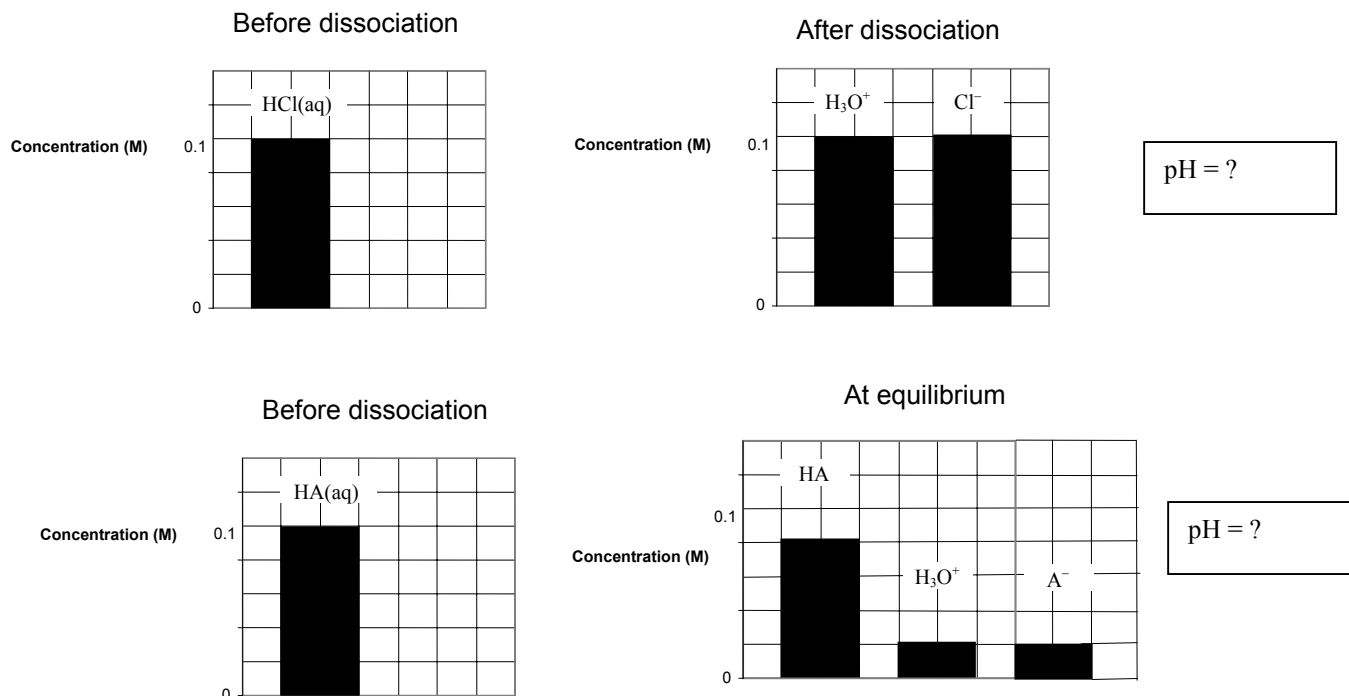 Before dissociation
After dissociation
HCl(aq)
H₃O⁺ Cl⁻
Concentration (M) 0.1
Concentration (M) 0.1
pH = ?
0
0
Before dissociation
At equilibrium
HA(aq)
HA
Concentration (M) 0.1
0.1
Concentration (M)
pH = ?
H₃O⁺ A⁻
0
0